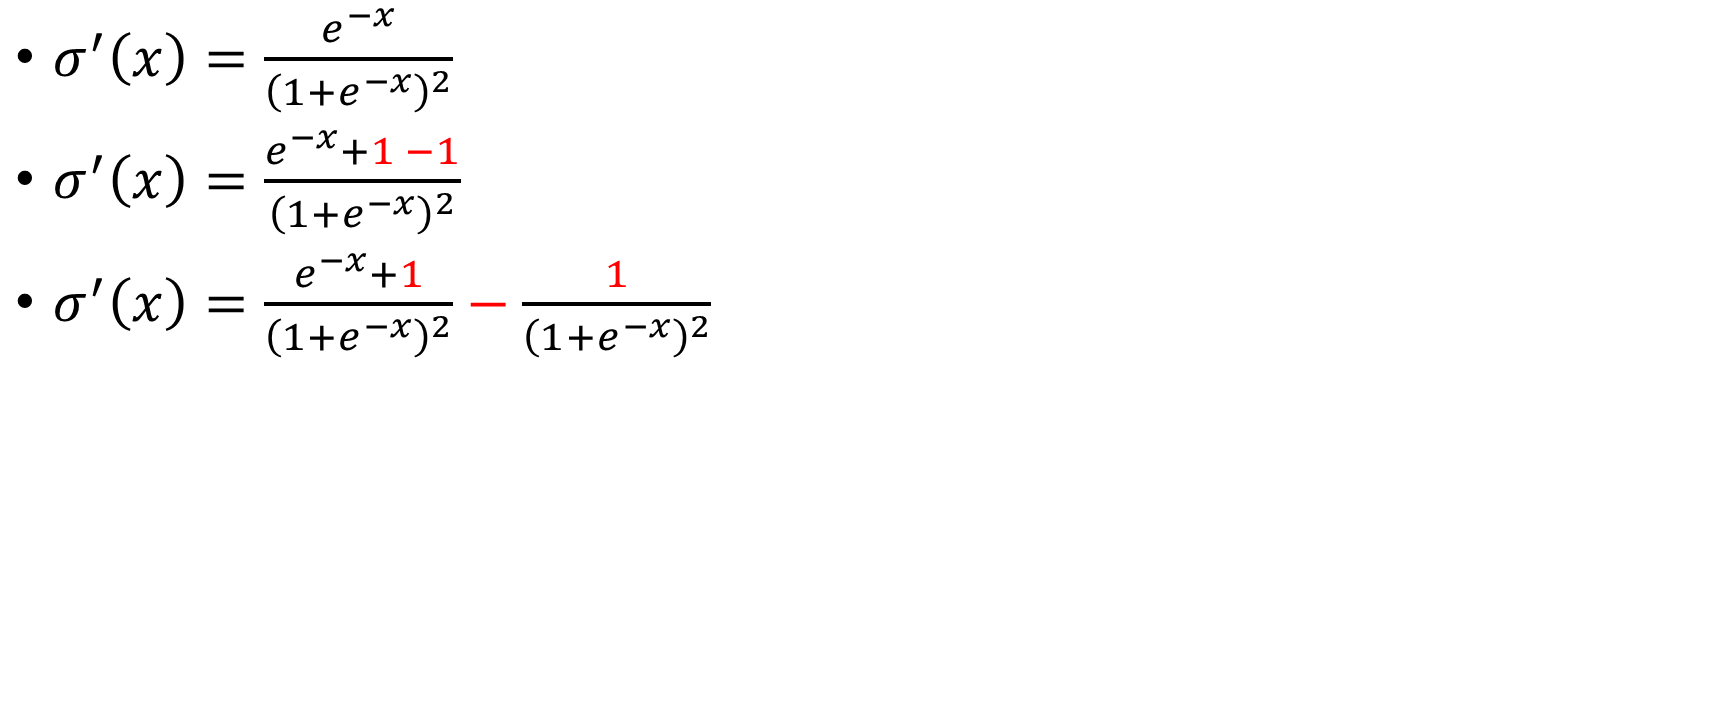 • σ′(x) = e^{−x} / (1+e^{−x})^2
• σ′(x) = (e^{−x}+1 −1) / (1+e^{−x})^2
• σ′(x) = (e^{−x}+1) / (1+e^{−x})^2 − 1 / (1+e^{−x})^2